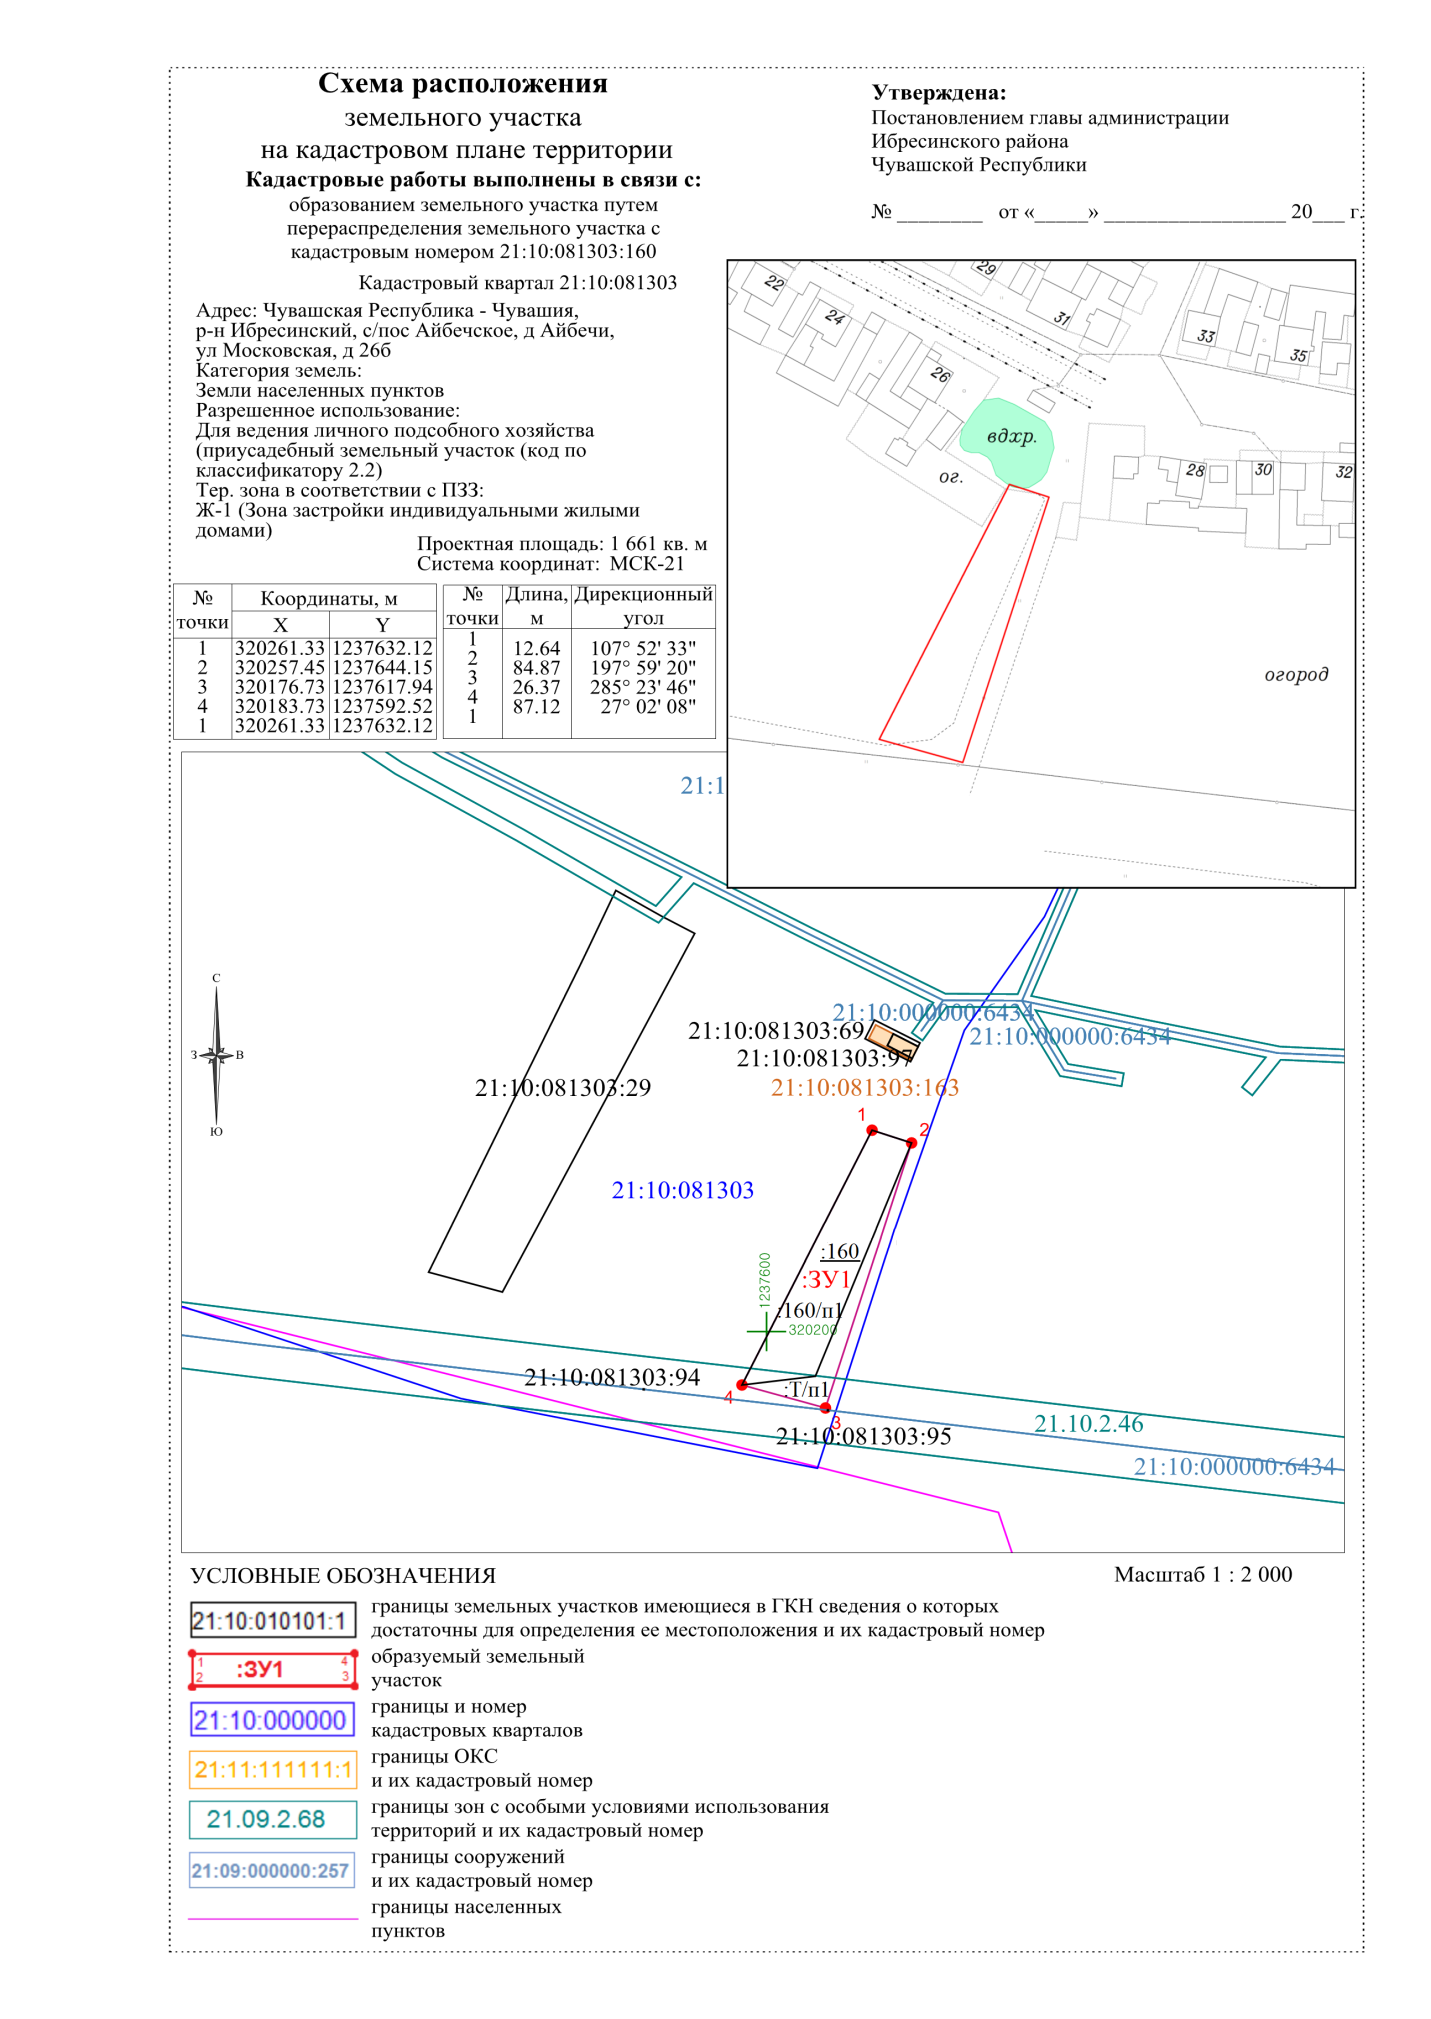 Схема расположения
земельного участка
на кадастровом плане территории
Кадастровые работы выполнены в связи с:
образованием земельного участка путем
перераспределения земельного участка с
кадастровым номером 21:10:081303:160
Кадастровый квартал 21:10:081303
Адрес: Чувашская Республика - Чувашия,
р-н Ибресинский, с/пос Айбечское, д Айбечи,
ул Московская, д 26б
Категория земель:
Земли населенных пунктов
Разрешенное использование:
Для ведения личного подсобного хозяйства
(приусадебный земельный участок (код по
классификатору 2.2)
Тер. зона в соответствии с ПЗЗ:
Ж-1 (Зона застройки индивидуальными жилыми
домами)
Проектная площадь: 1 661 кв. м
Система координат: МСК-21
Утверждена:
Постановлением главы администрации
Ибресинского района
Чувашской Республики
№ ________ от «_____» _________________ 20___ г.
№ точки Координаты, м
X Y
1 320261.33 1237632.12
2 320257.45 1237644.15
3 320176.73 1237617.94
4 320183.73 1237592.52
1 320261.33 1237632.12
№ Длина, Дирекционный
точки м угол
1
12.64 107° 52' 33"
2
84.87 197° 59' 20"
3
26.37 285° 23' 46"
4
87.12 27° 02' 08"
1
22
24
26
29
31
33
35
вдхр.
ог.
28
30
32
огород
21:1
21:10:000000:6434
21:10:081303:69
21:10:000000:6434
21:10:081303:97
21:10:081303:29
21:10:081303:163
1
2
21:10:081303
:160
:ЗУ1
1237600
:160/п1
320200
21:10:081303:94
4
:Т/п1
3
21:10:081303:95
21.10.2.46
21:10:000000:6434
С
З
В
Ю
УСЛОВНЫЕ ОБОЗНАЧЕНИЯ
Масштаб 1 : 2 000
21:10:010101:1
границы земельных участков имеющиеся в ГКН сведения о которых
достаточны для определения ее местоположения и их кадастровый номер
1 :ЗУ1 4
2 3
образуемый земельный
участок
21:10:000000
границы и номер
кадастровых кварталов
21:11:111111:1
границы ОКС
и их кадастровый номер
21.09.2.68
границы зон с особыми условиями использования
территорий и их кадастровый номер
21:09:000000:257
границы сооружений
и их кадастровый номер
границы населенных
пунктов